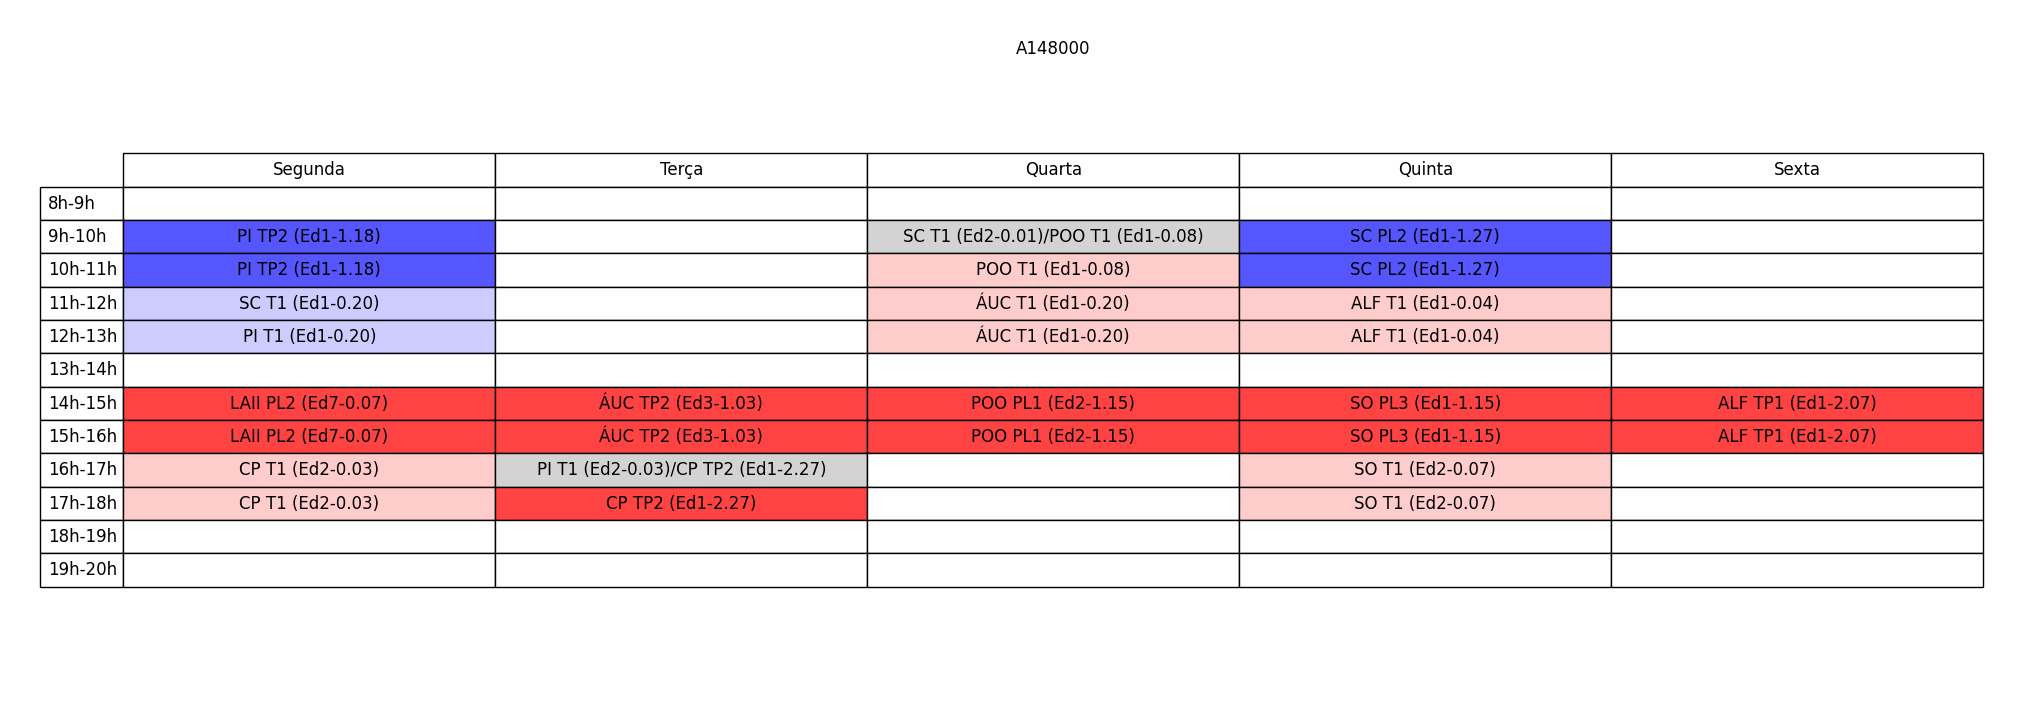 A148000
Segunda Terça Quarta Quinta Sexta
8h-9h
9h-10h PI TP2 (Ed1-1.18) SC T1 (Ed2-0.01)/POO T1 (Ed1-0.08) SC PL2 (Ed1-1.27)
10h-11h PI TP2 (Ed1-1.18) POO T1 (Ed1-0.08) SC PL2 (Ed1-1.27)
11h-12h SC T1 (Ed1-0.20) ÁUC T1 (Ed1-0.20) ALF T1 (Ed1-0.04)
12h-13h PI T1 (Ed1-0.20) ÁUC T1 (Ed1-0.20) ALF T1 (Ed1-0.04)
13h-14h
14h-15h LAII PL2 (Ed7-0.07) ÁUC TP2 (Ed3-1.03) POO PL1 (Ed2-1.15) SO PL3 (Ed1-1.15) ALF TP1 (Ed1-2.07)
15h-16h LAII PL2 (Ed7-0.07) ÁUC TP2 (Ed3-1.03) POO PL1 (Ed2-1.15) SO PL3 (Ed1-1.15) ALF TP1 (Ed1-2.07)
16h-17h CP T1 (Ed2-0.03) PI T1 (Ed2-0.03)/CP TP2 (Ed1-2.27) SO T1 (Ed2-0.07)
17h-18h CP T1 (Ed2-0.03) CP TP2 (Ed1-2.27) SO T1 (Ed2-0.07)
18h-19h
19h-20h